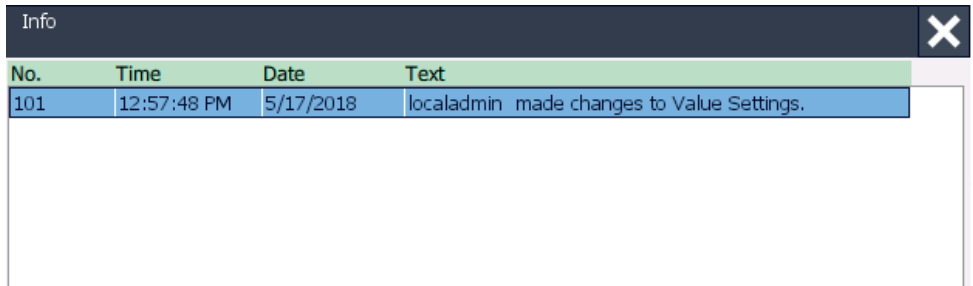 Info
No. Time Date Text
101 12:57:48 PM 5/17/2018 localadmin made changes to Value Settings.